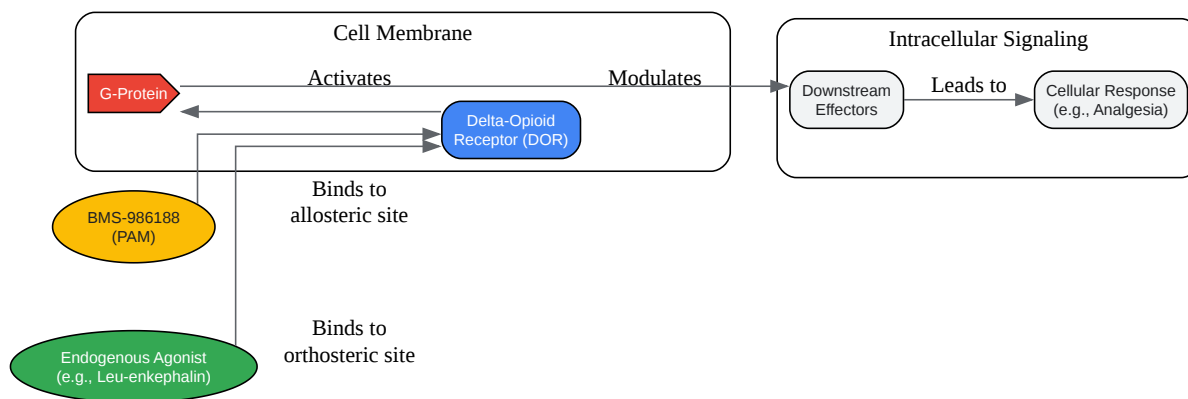 Cell Membrane
Intracellular Signaling
G-Protein
Activates
Modulates
Downstream
Effectors
Leads to
Cellular Response
(e.g., Analgesia)
Delta-Opioid
Receptor (DOR)
Binds to
allosteric site
BMS-986188
(PAM)
Binds to
orthosteric site
Endogenous Agonist
(e.g., Leu-enkephalin)